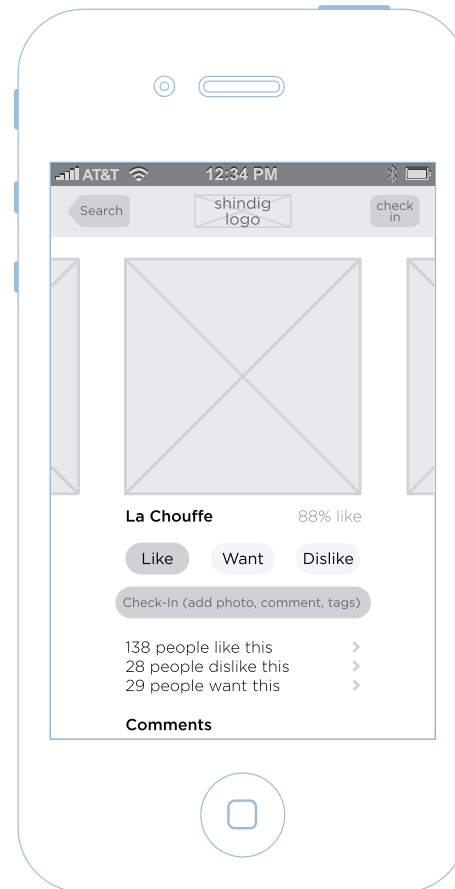 AT&T 12:34 PM
Search
shindig
logo
check
in
La Chouffe 88% like
Like Want Dislike
Check-In (add photo, comment, tags)
138 people like this
28 people dislike this
29 people want this
Comments